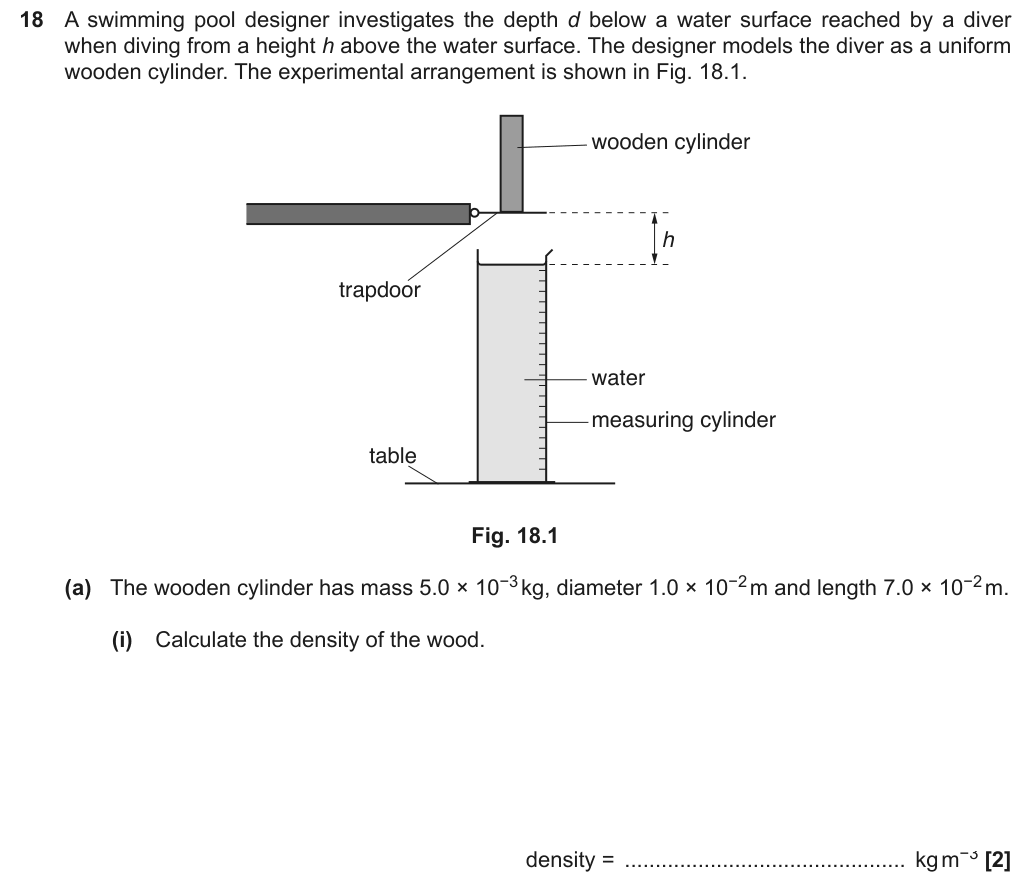 18 A swimming pool designer investigates the depth d below a water surface reached by a diver
when diving from a height h above the water surface. The designer models the diver as a uniform
wooden cylinder. The experimental arrangement is shown in Fig. 18.1.
wooden cylinder
h
trapdoor
water
measuring cylinder
table
Fig. 18.1
(a) The wooden cylinder has mass 5.0 × 10⁻³ kg, diameter 1.0 × 10⁻² m and length 7.0 × 10⁻² m.
(i) Calculate the density of the wood.
density = ............................................. kg m⁻³ [2]